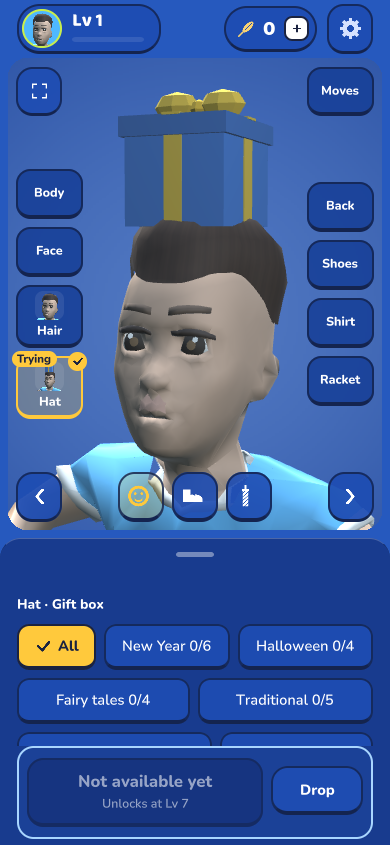 Lv 1
0
+
Moves
Body
Back
Face
Shoes
Hair
Shirt
Trying
Hat
Racket
Hat · Gift box
All
New Year 0/6
Halloween 0/4
Fairy tales 0/4
Traditional 0/5
Not available yet
Unlocks at Lv 7
Drop